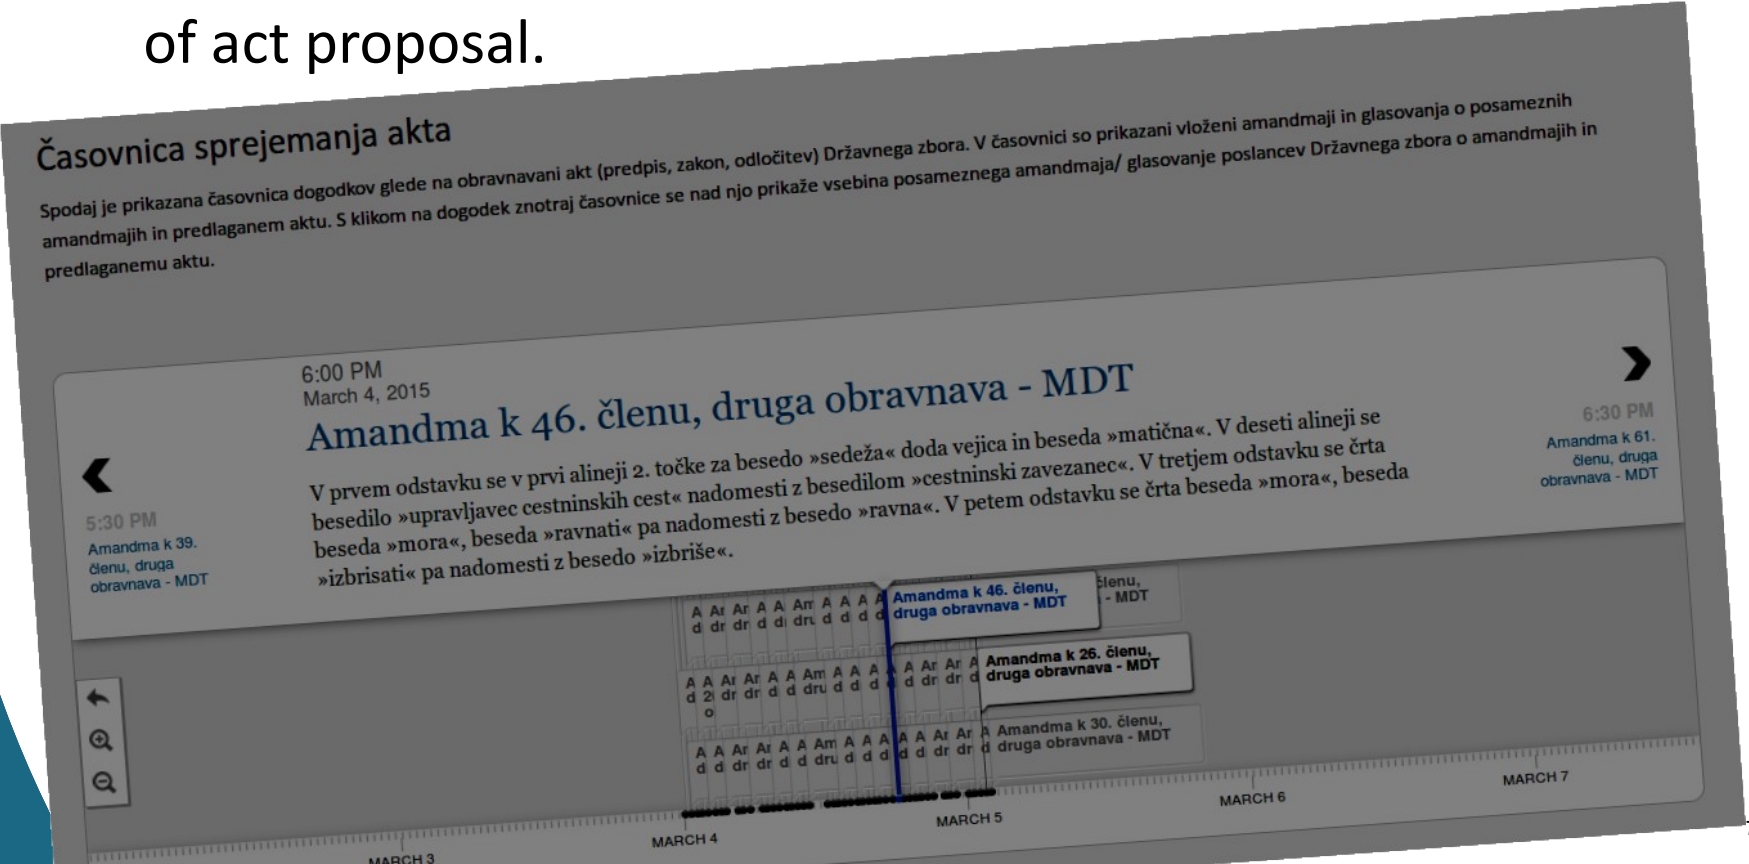 of act proposal.
Časovnica sprejemanja akta
Spodaj je prikazana časovnica dogodkov glede na obravnavani akt (predpis, zakon, odločitev) Državnega zbora. V časovnici so prikazani vloženi amandmaji in glasovanja o posameznih
amandmajih in predlaganem aktu. S klikom na dogodek znotraj časovnice se nad njo prikaže vsebina posameznega amandmaja/ glasovanje poslancev Državnega zbora o amandmajih in
predlaganemu aktu.
6:00 PM
March 4, 2015
Amandma k 46. členu, druga obravnava - MDT
V prvem odstavku se v prvi alineji 2. točke za besedo »sedeža« doda vejica in beseda »matična«. V deseti alineji se
besedilo »upravljavec cestninskih cest« nadomesti z besedilom »cestninski zavezanec«. V tretjem odstavku se črta
beseda »mora«, beseda »ravnati« pa nadomesti z besedo »ravna«. V petem odstavku se črta beseda »mora«, beseda
»izbrisati« pa nadomesti z besedo »izbriše«.
5:30 PM
Amandma k 39.
členu, druga
obravnava - MDT
6:30 PM
Amandma k 61.
členu, druga
obravnava - MDT
Amandma k 46. členu,
druga obravnava - MDT
členu,
- MDT
Amandma k 26. členu,
druga obravnava - MDT
Amandma k 30. členu,
druga obravnava - MDT
MARCH 3
MARCH 4
MARCH 5
MARCH 6
MARCH 7